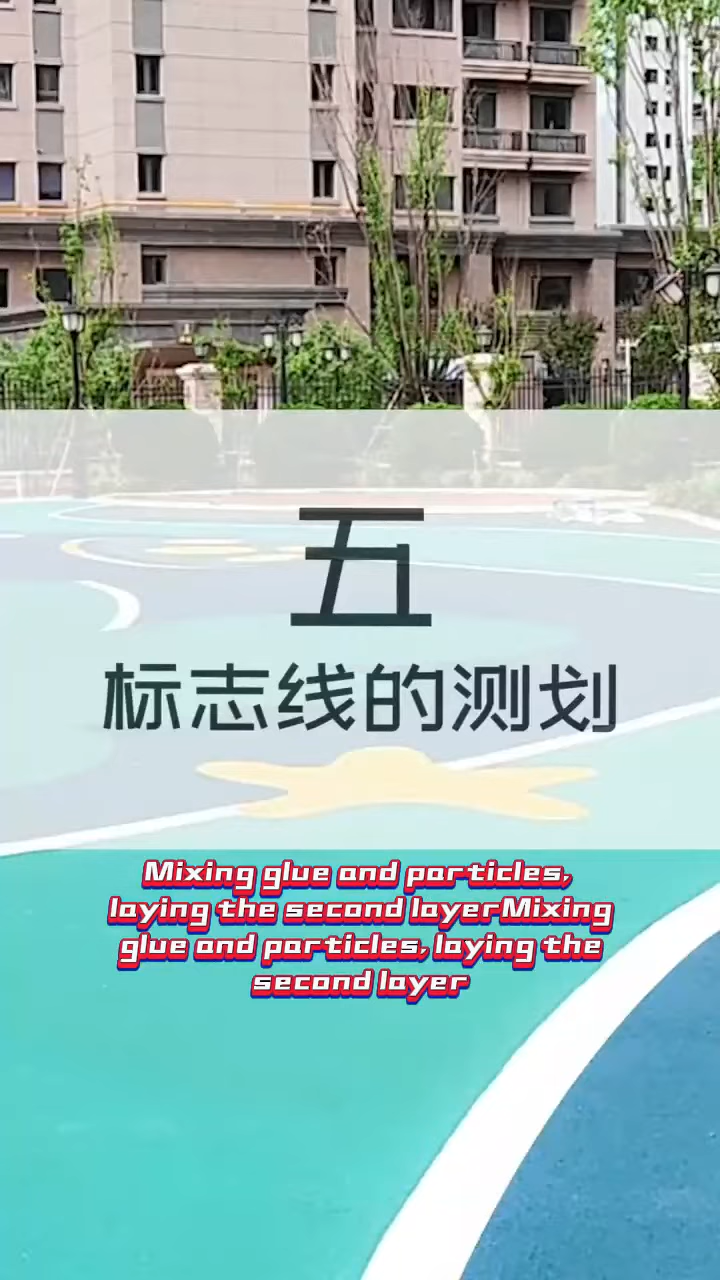 五
标志线的测划
Mixing glue and particles,
laying the second layerMixing
glue and particles, laying the
second layer